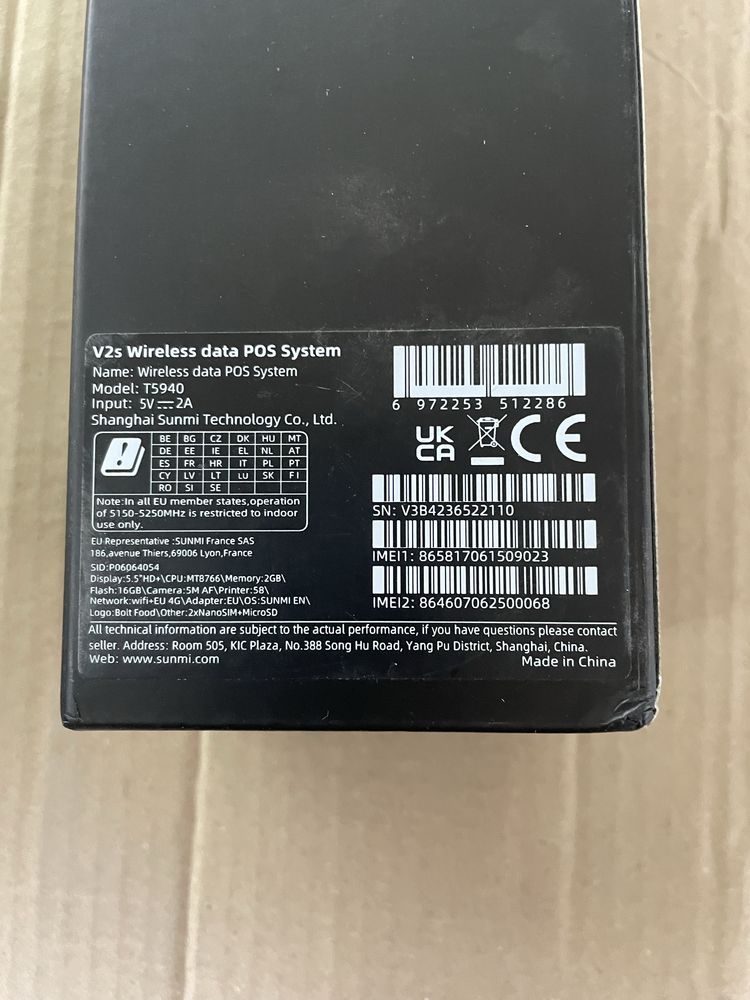 V2s Wireless data POS System
Name: Wireless data POS System
Model: T5940
Input: 5V⎓2A
Shanghai Sunmi Technology Co., Ltd.
BE BG CZ DK HU MT
DE EE IE EL NL AT
ES FR HR IT PL PT
CY LV LT LU SK FI
RO SI SE
Note:In all EU member states,operation
of 5150-5250MHz is restricted to indoor
use only.
EU Representative :SUNMI France SAS
186,avenue Thiers,69006 Lyon,France
SID:P06064054
Display:5.5"HD+\CPU:MT8766\Memory:2GB\
Flash:16GB\Camera:5M AF\Printer:58\
Network:wifi+EU 4G\Adapter:EU\OS:SUNMI EN\
Logo:Bolt Food\Other:2xNanoSIM+MicroSD
6 972253 512286
UK
CA CE
SN: V3B4236522110
IMEI1: 865817061509023
IMEI2: 864607062500068
All technical information are subject to the actual performance, if you have questions please contact
seller. Address: Room 505, KIC Plaza, No.388 Song Hu Road, Yang Pu District, Shanghai, China.
Web: www.sunmi.com
Made in China